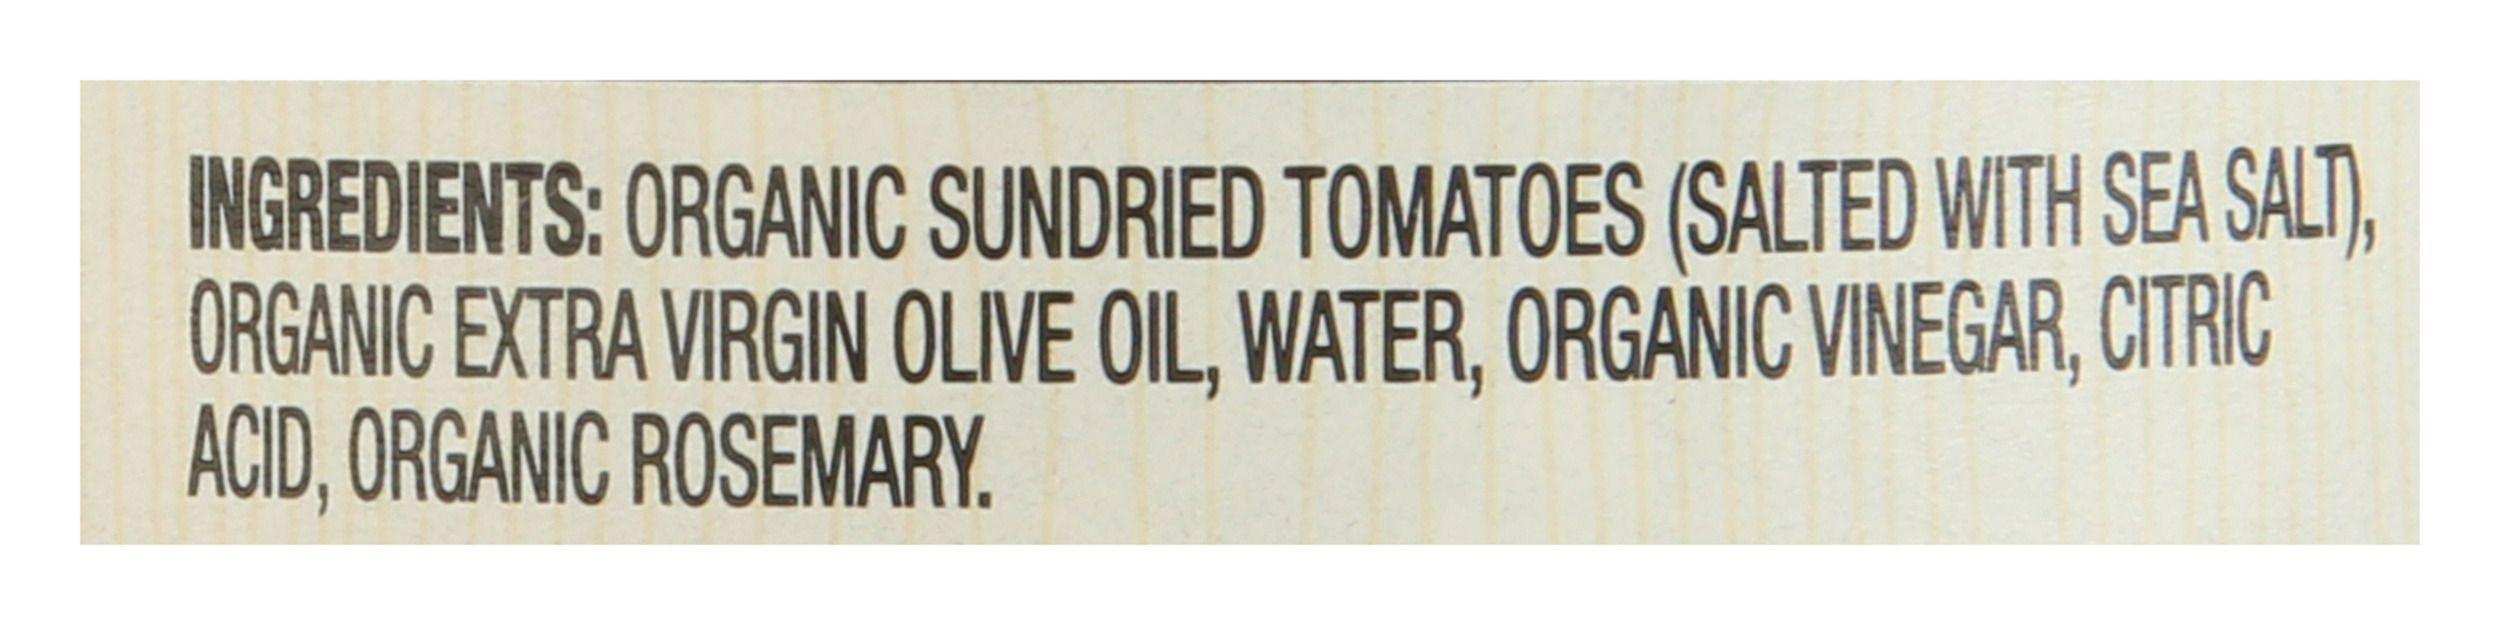 INGREDIENTS: ORGANIC SUNDRIED TOMATOES (SALTED WITH SEA SALT),
ORGANIC EXTRA VIRGIN OLIVE OIL, WATER, ORGANIC VINEGAR, CITRIC
ACID, ORGANIC ROSEMARY.